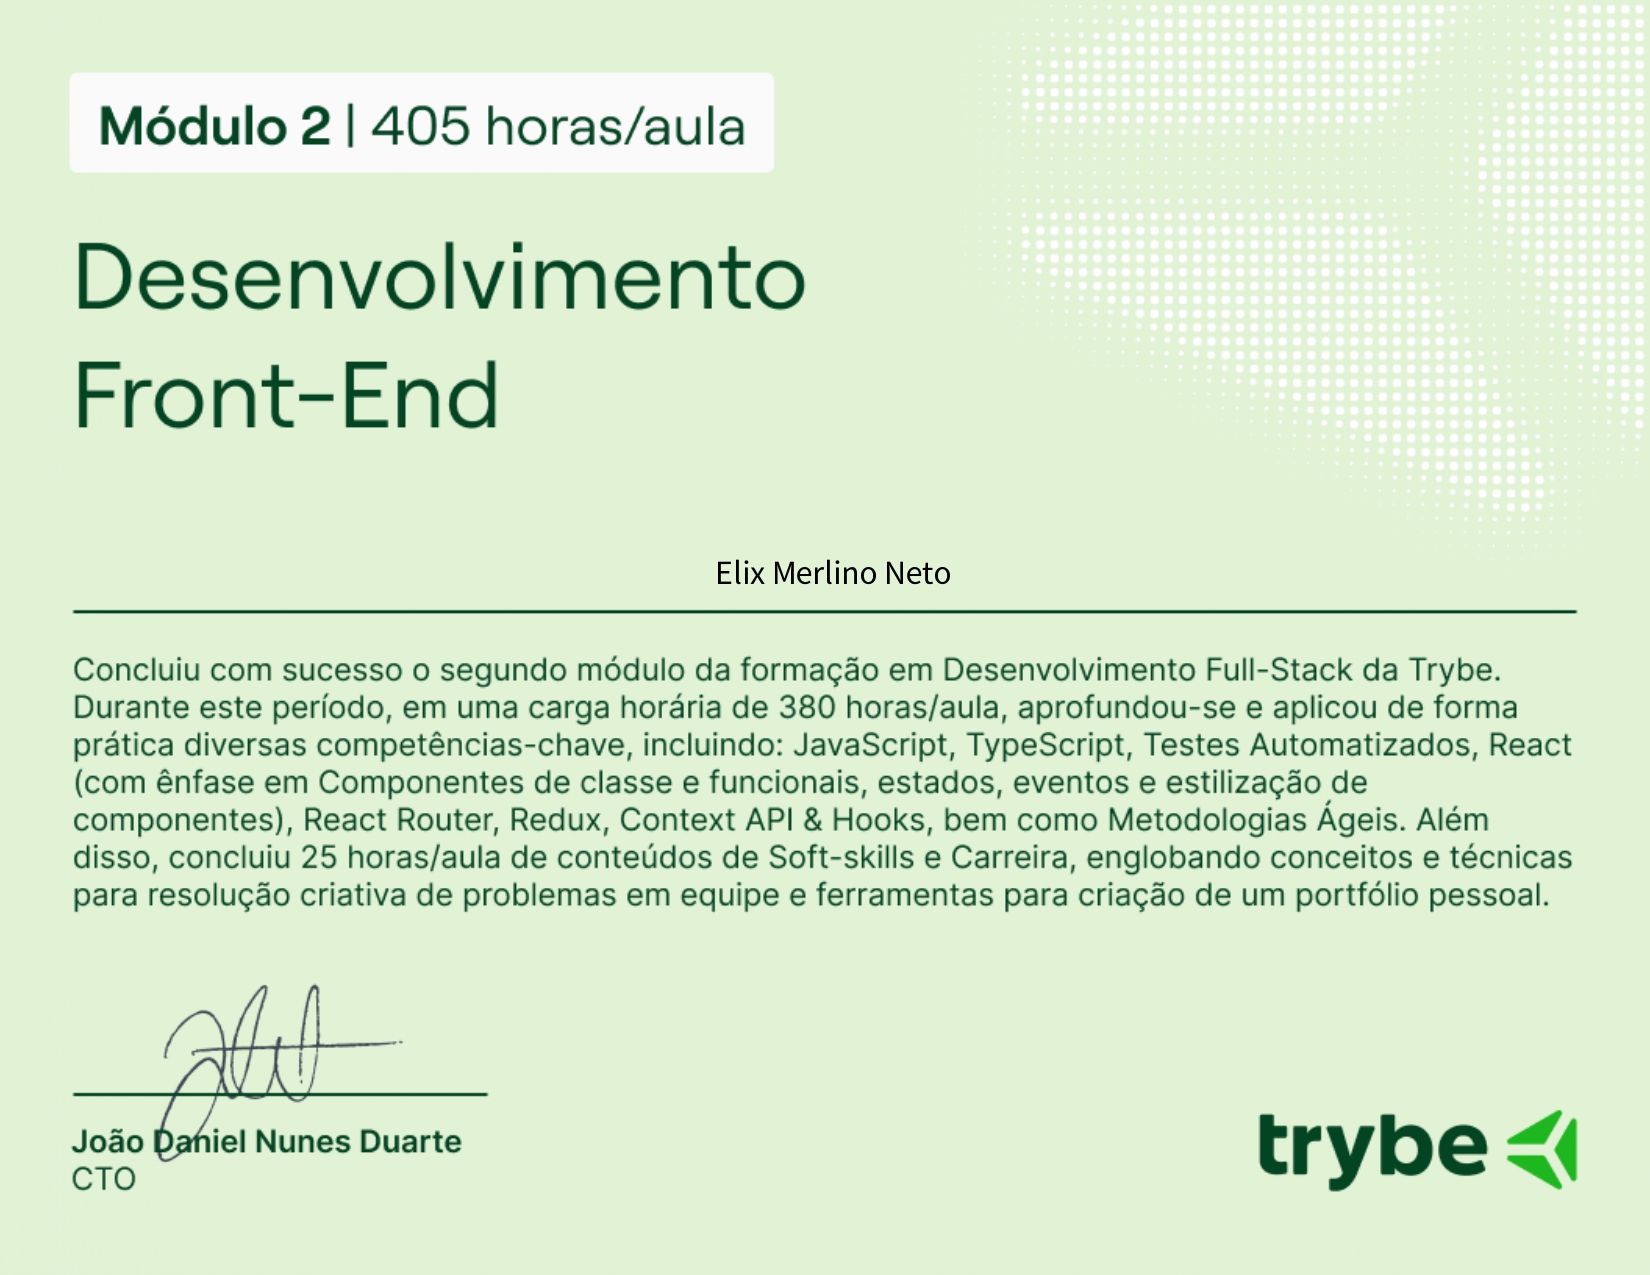 Módulo 2 | 405 horas/aula
Desenvolvimento
Front-End
Elix Merlino Neto
Concluiu com sucesso o segundo módulo da formação em Desenvolvimento Full-Stack da Trybe.
Durante este período, em uma carga horária de 380 horas/aula, aprofundou-se e aplicou de forma
prática diversas competências-chave, incluindo: JavaScript, TypeScript, Testes Automatizados, React
(com ênfase em Componentes de classe e funcionais, estados, eventos e estilização de
componentes), React Router, Redux, Context API & Hooks, bem como Metodologias Ágeis. Além
disso, concluiu 25 horas/aula de conteúdos de Soft-skills e Carreira, englobando conceitos e técnicas
para resolução criativa de problemas em equipe e ferramentas para criação de um portfólio pessoal.
João Daniel Nunes Duarte
CTO
trybe